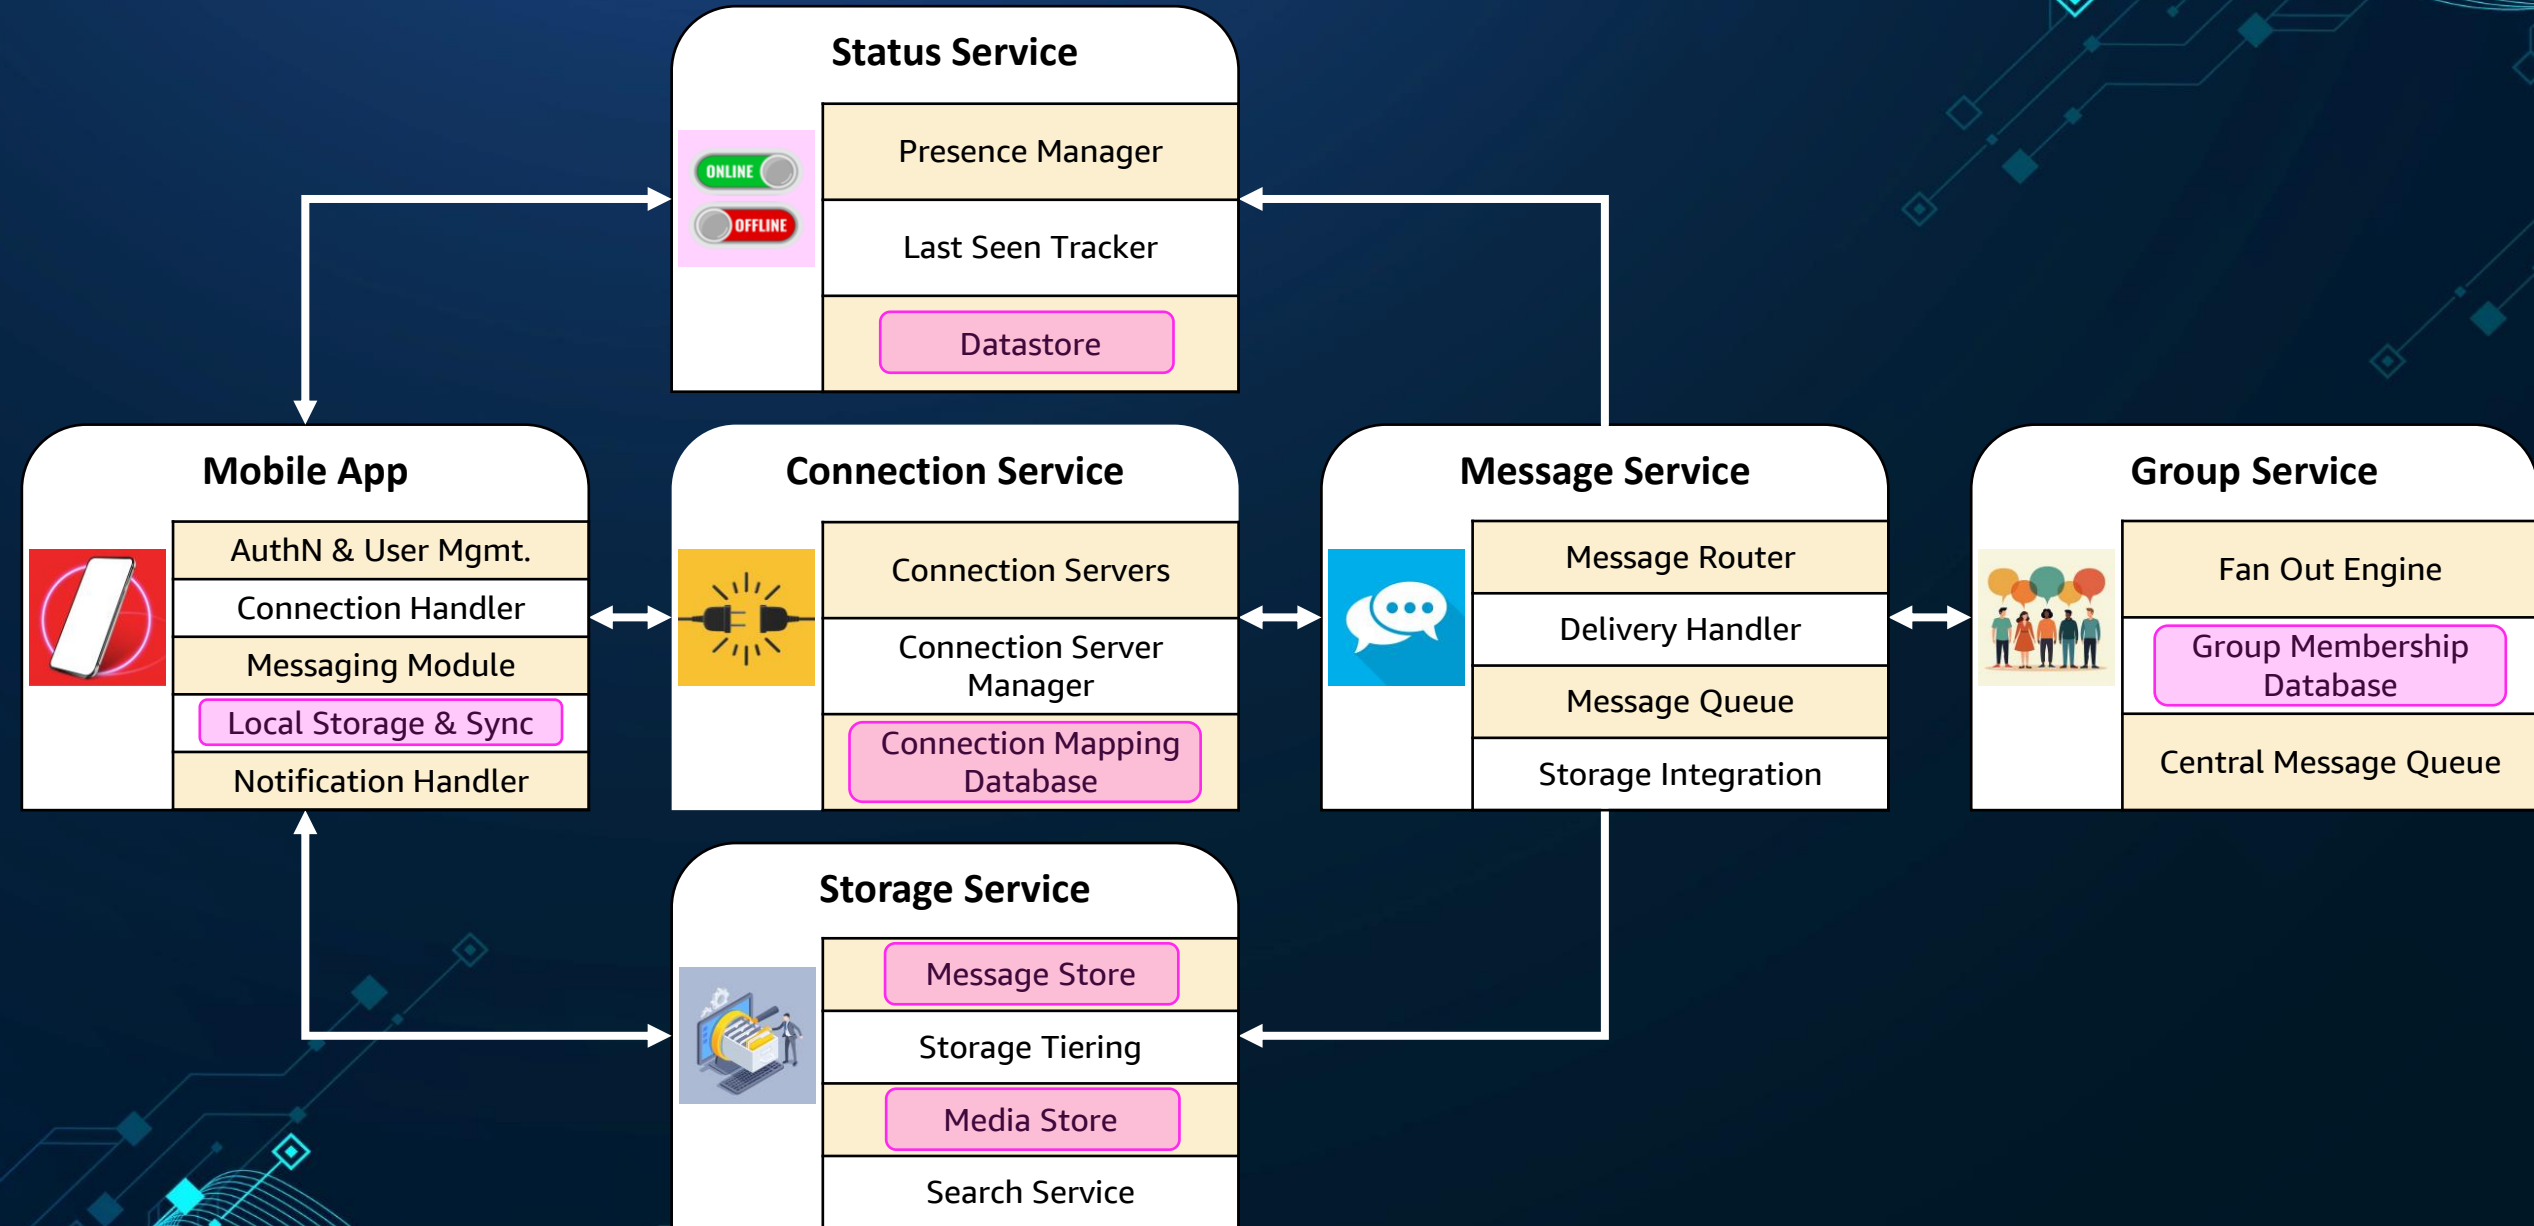 Status Service
ONLINE
OFFLINE
Presence Manager
Last Seen Tracker
Datastore
Mobile App
AuthN & User Mgmt.
Connection Handler
Messaging Module
Local Storage & Sync
Notification Handler
Connection Service
Connection Servers
Connection Server
Manager
Connection Mapping
Database
Message Service
Message Router
Delivery Handler
Message Queue
Storage Integration
Group Service
Fan Out Engine
Group Membership
Database
Central Message Queue
Storage Service
Message Store
Storage Tiering
Media Store
Search Service